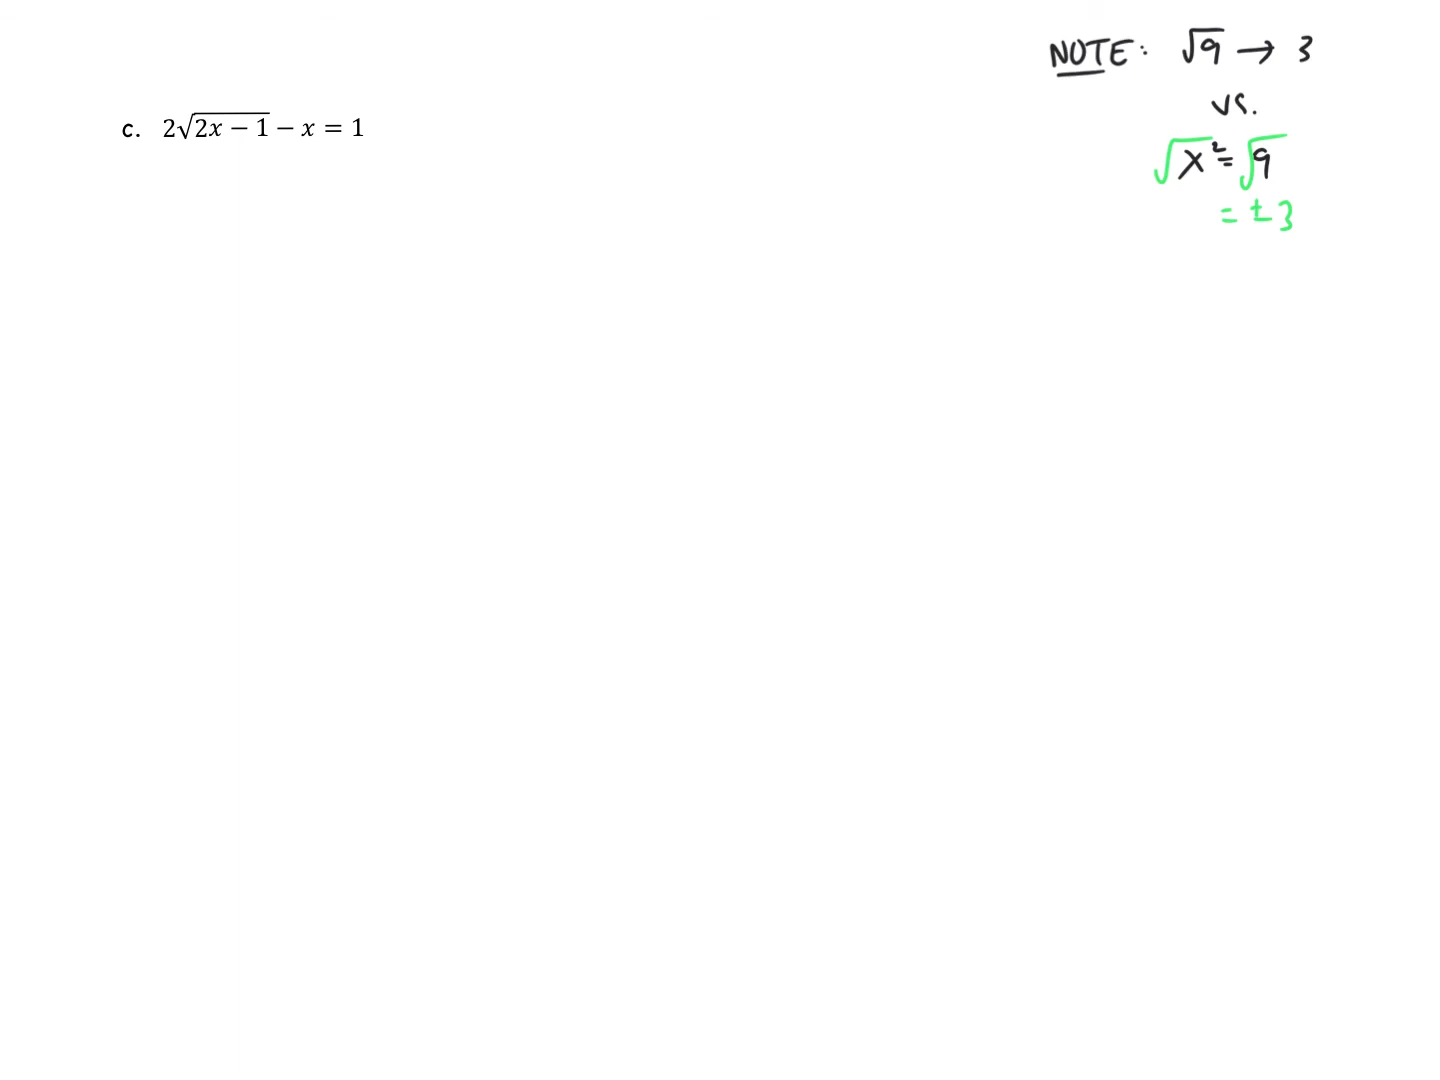 NOTE: √9 → 3
vs.
c. 2√(2x − 1) − x = 1
√x² = √9
= ± 3